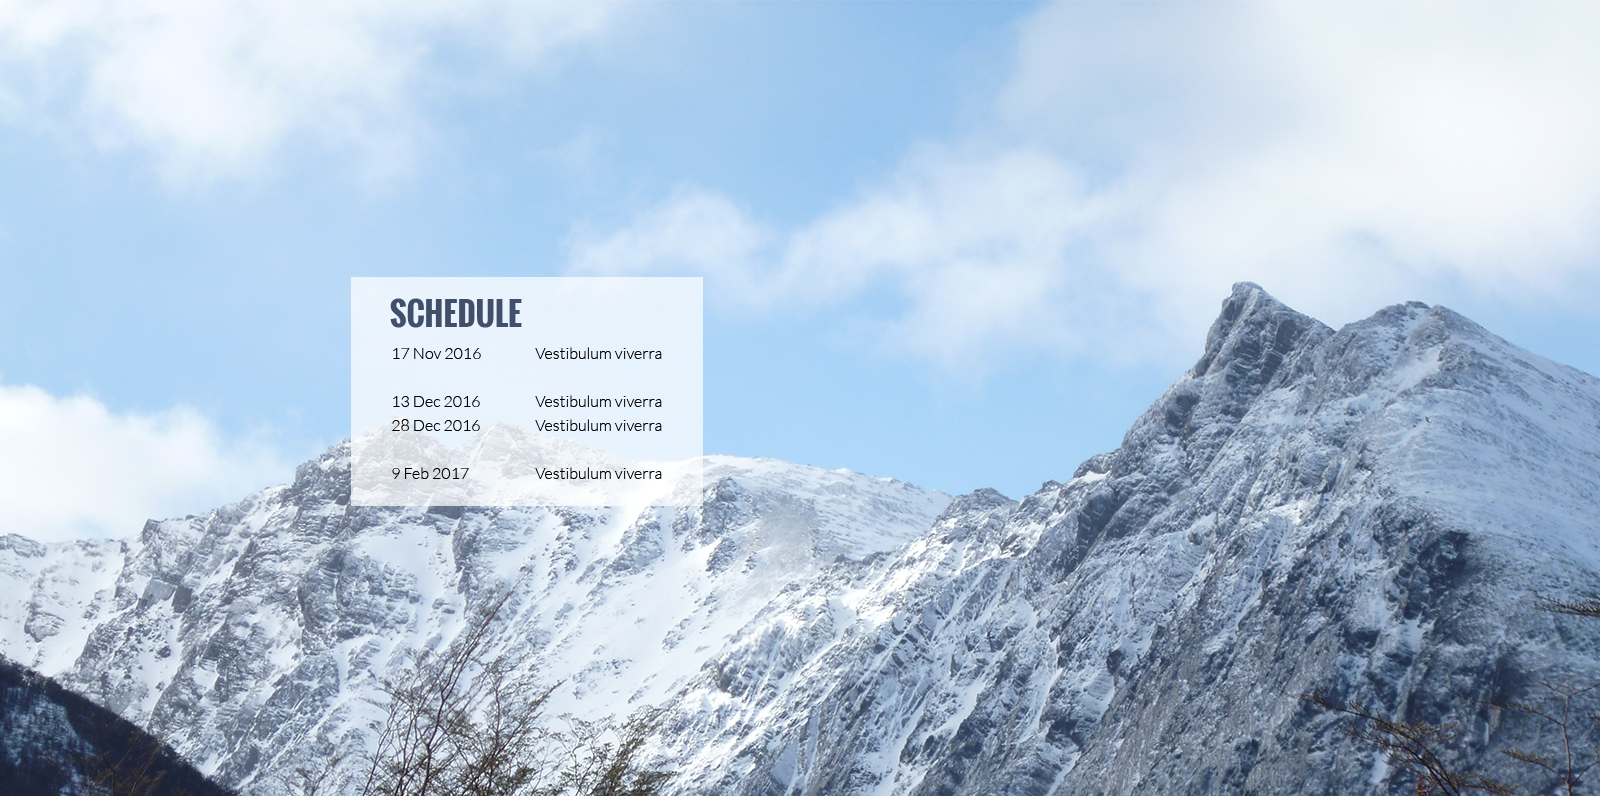 SCHEDULE
17 Nov 2016 Vestibulum viverra
13 Dec 2016 Vestibulum viverra
28 Dec 2016 Vestibulum viverra
9 Feb 2017 Vestibulum viverra